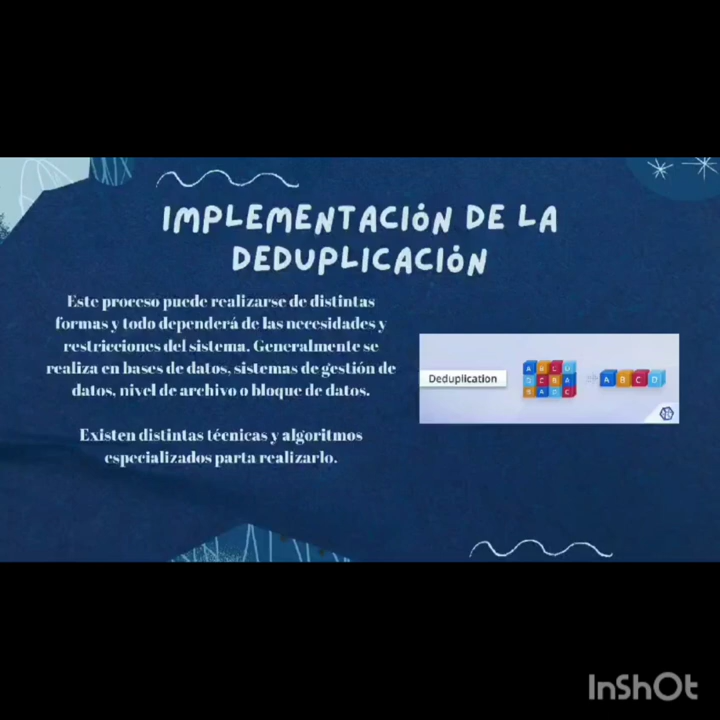 IMPLEMENTACIÓN DE LA
DEDUPLICACIÓN
Este proceso puede realizarse de distintas
formas y todo dependerá de las necesidades y
restricciones del sistema. Generalmente se
realiza en bases de datos, sistemas de gestión de
datos, nivel de archivo o bloque de datos.
Existen distintas técnicas y algoritmos
especializados parta realizarlo.
Deduplication
A B C D
InShOt